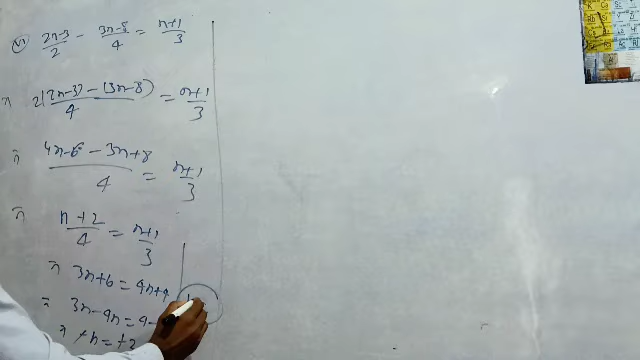 vi) (2n-3)/2 - (3n-8)/4 = (n+1)/3
⇒ (2(2n-3) - (3n-8))/4 = (n+1)/3
⇒ (4n-6 - 3n+8)/4 = (n+1)/3
⇒ (n+2)/4 = (n+1)/3
⇒ 3n+6 = 4n+4
⇒ 3n-4n = 4-
⇒ -n = +2